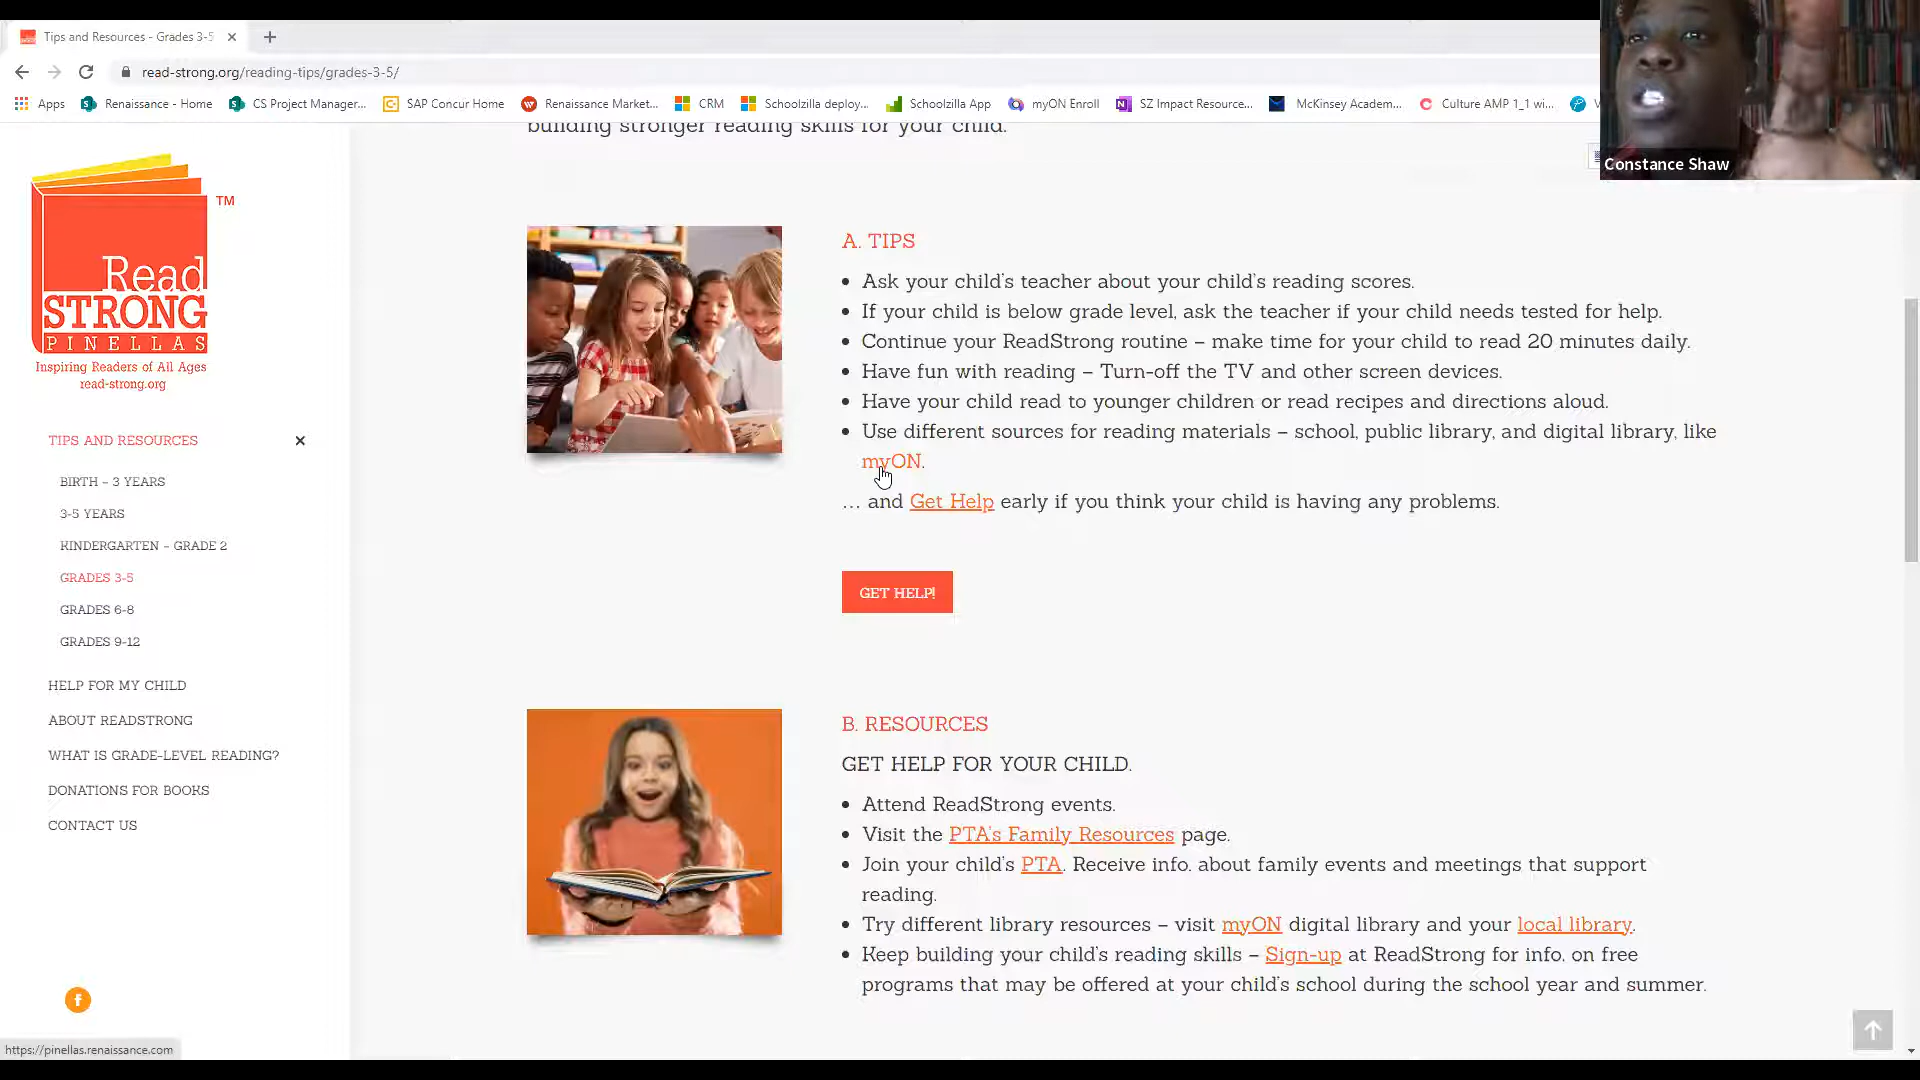 Tips and Resources - Grades 3-5
read-strong.org/reading-tips/grades-3-5/
Apps
Renaissance - Home
CS Project Manager...
SAP Concur Home
Renaissance Market...
CRM
Schoolzilla deploy...
Schoolzilla App
myON Enroll
SZ Impact Resource...
McKinsey Academ...
Culture AMP 1_1 wi...
Constance Shaw
building stronger reading skills for your child.
Read
STRONG
PINELLAS
TM
Inspiring Readers of All Ages
read-strong.org
TIPS AND RESOURCES
BIRTH – 3 YEARS
3-5 YEARS
KINDERGARTEN – GRADE 2
GRADES 3-5
GRADES 6-8
GRADES 9-12
HELP FOR MY CHILD
ABOUT READSTRONG
WHAT IS GRADE-LEVEL READING?
DONATIONS FOR BOOKS
CONTACT US
A. TIPS
• Ask your child's teacher about your child's reading scores.
• If your child is below grade level, ask the teacher if your child needs tested for help.
• Continue your ReadStrong routine – make time for your child to read 20 minutes daily.
• Have fun with reading – Turn-off the TV and other screen devices.
• Have your child read to younger children or read recipes and directions aloud.
• Use different sources for reading materials – school, public library, and digital library, like
myON.
… and Get Help early if you think your child is having any problems.
GET HELP!
B. RESOURCES
GET HELP FOR YOUR CHILD.
• Attend ReadStrong events.
• Visit the PTA's Family Resources page.
• Join your child's PTA. Receive info. about family events and meetings that support
reading.
• Try different library resources – visit myON digital library and your local library.
• Keep building your child's reading skills – Sign-up at ReadStrong for info. on free
programs that may be offered at your child's school during the school year and summer.
https://pinellas.renaissance.com